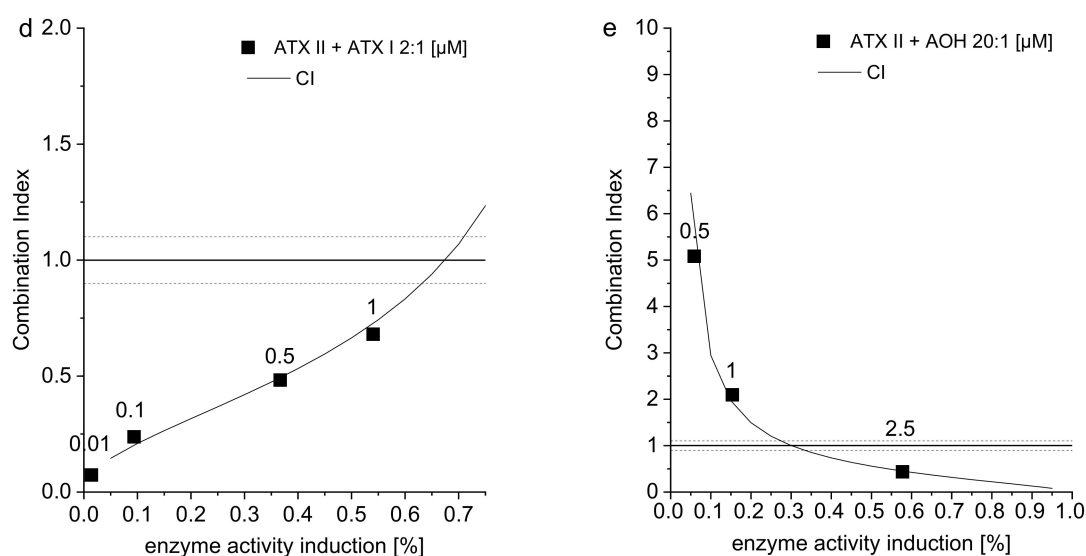 d
ATX II + ATX I 2:1 [µM]
CI
2.0
1.5
1.0
0.5
0.0
Combination Index
0.01
0.1
0.5
1
0.0 0.1 0.2 0.3 0.4 0.5 0.6 0.7
enzyme activity induction [%]
e
ATX II + AOH 20:1 [µM]
CI
10
9
8
7
6
5
4
3
2
1
0
Combination Index
0.5
1
2.5
0.0 0.1 0.2 0.3 0.4 0.5 0.6 0.7 0.8 0.9 1.0
enzyme activity induction [%]